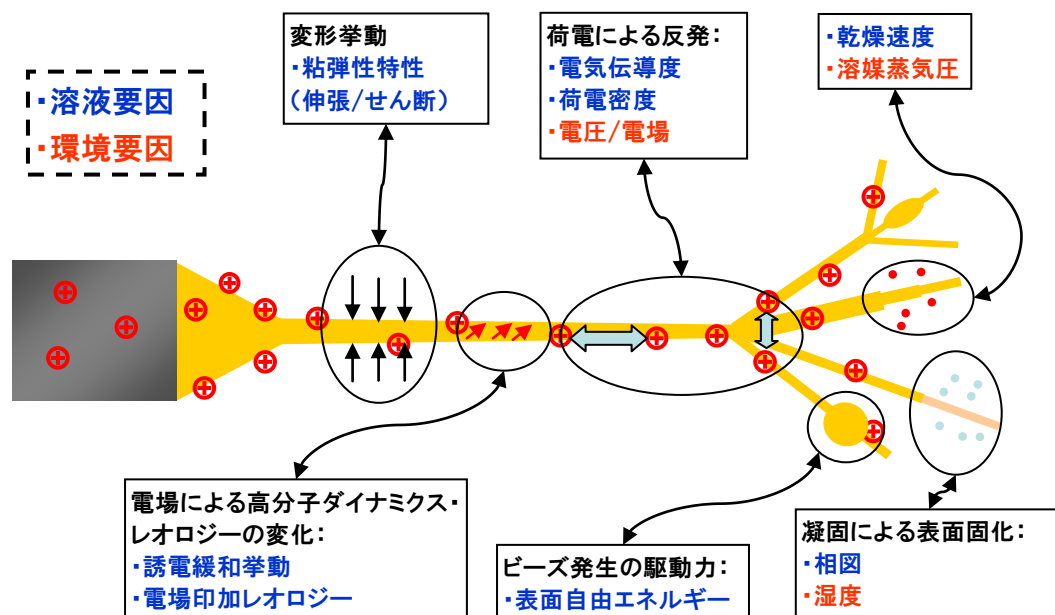 ・溶液要因
・環境要因
変形挙動
・粘弾性特性
(伸張/せん断)
荷電による反発:
・電気伝導度
・荷電密度
・電圧/電場
・乾燥速度
・溶媒蒸気圧
電場による高分子ダイナミクス・
レオロジーの変化:
・誘電緩和挙動
・電場印加レオロジー
ビーズ発生の駆動力:
・表面自由エネルギー
凝固による表面固化:
・相図
・湿度